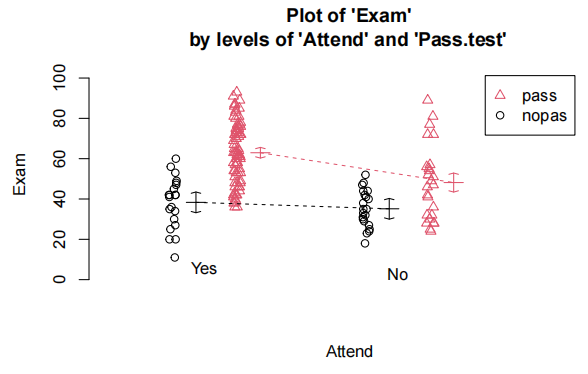 Plot of 'Exam'
by levels of 'Attend' and 'Pass.test'
100
80
60
40
20
0
Exam
pass
nopas
Yes
No
Attend